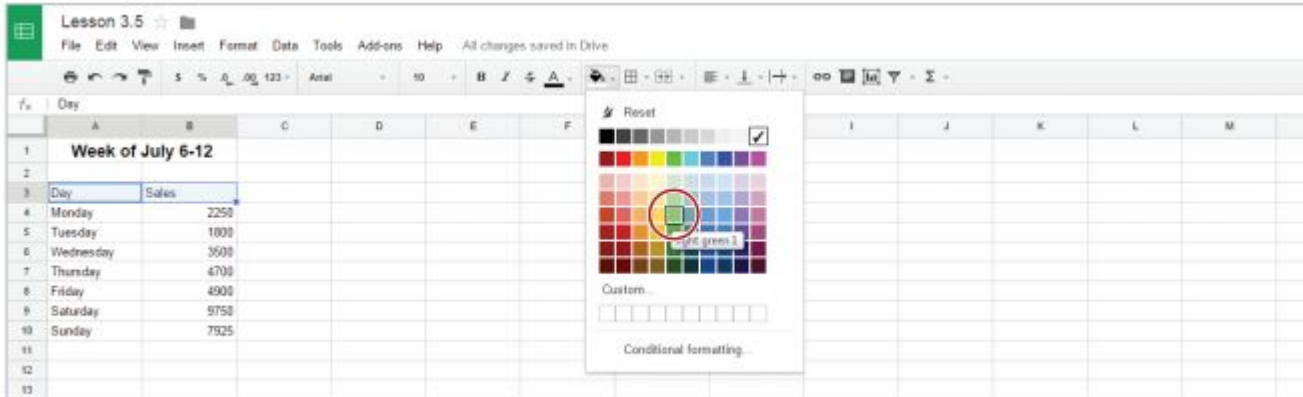 Lesson 3.5
File Edit View Insert Format Data Tools Add-ons Help All changes saved in Drive
$ % .0 .00 123 Arial 10 B I S A Σ
fx Day
Reset
A B C D E F I J K L M
1 Week of July 6-12
2
3 Day Sales
4 Monday 2250
5 Tuesday 1800
6 Wednesday 3500
7 Thursday 4700
8 Friday 4900
9 Saturday 9750
10 Sunday 7925
11
12
13
light green 1
Custom...
Conditional formatting...